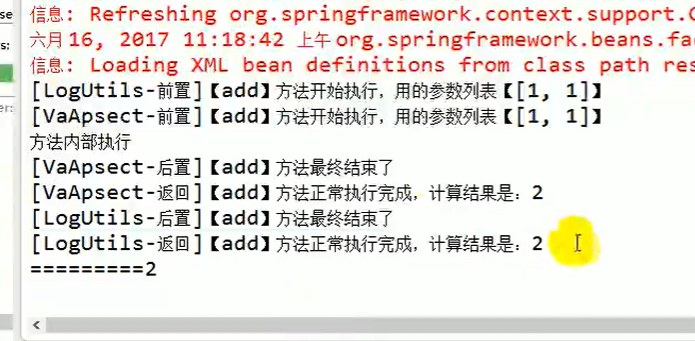 信息: Refreshing org.springframework.context.support.C
六月 16, 2017 11:18:42 上午 org.springframework.beans.fac
信息: Loading XML bean definitions from class path res
[LogUtils-前置]【add】方法开始执行，用的参数列表【[1, 1]】
[VaApsect-前置]【add】方法开始执行，用的参数列表【[1, 1]】
方法内部执行
[VaApsect-后置]【add】方法最终结束了
[VaApsect-返回]【add】方法正常执行完成，计算结果是：2
[LogUtils-后置]【add】方法最终结束了
[LogUtils-返回]【add】方法正常执行完成，计算结果是：2
=========2